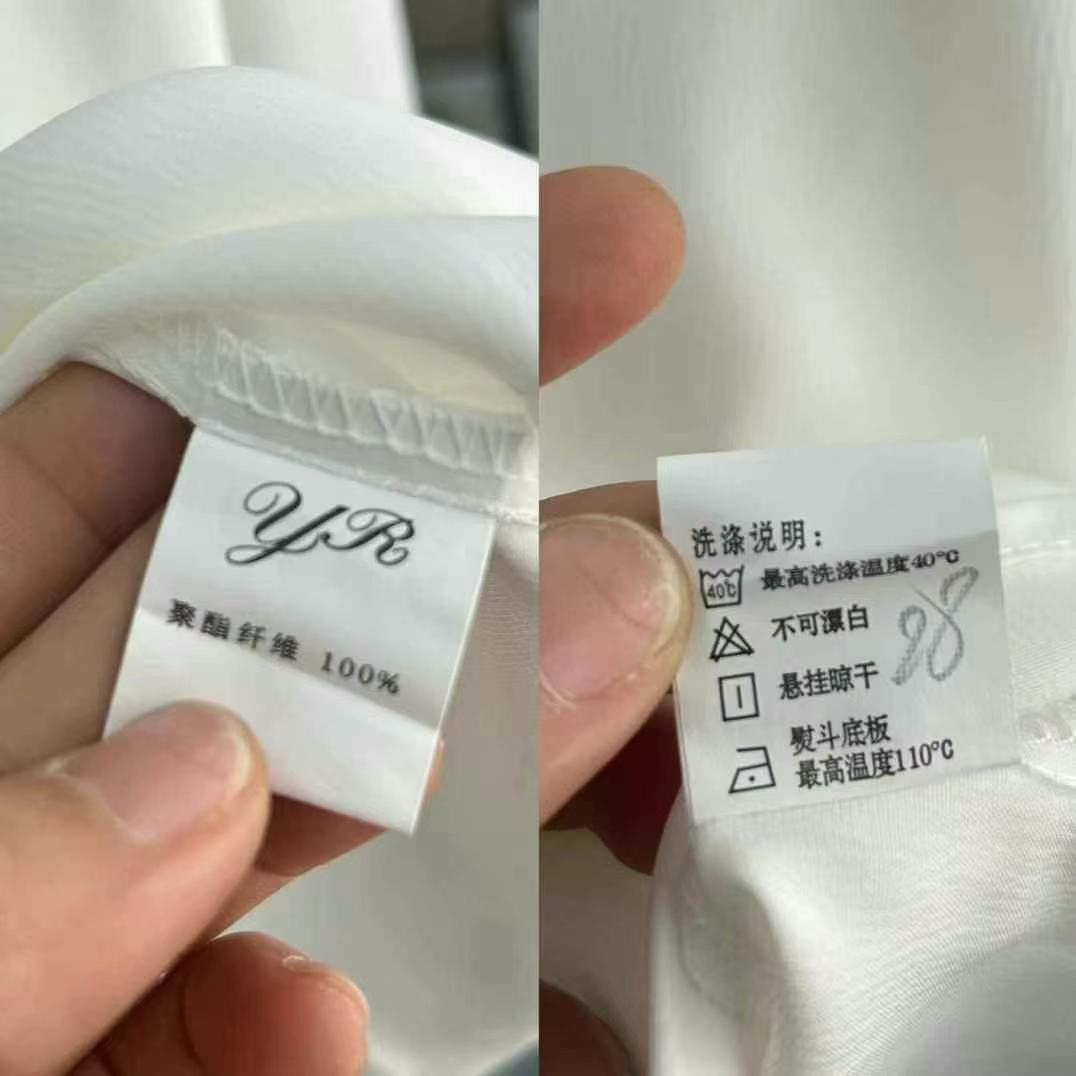 YR
聚酯纤维 100%
洗涤说明:
40℃ 最高洗涤温度40℃
不可漂白
98
悬挂晾干
熨斗底板
最高温度110℃